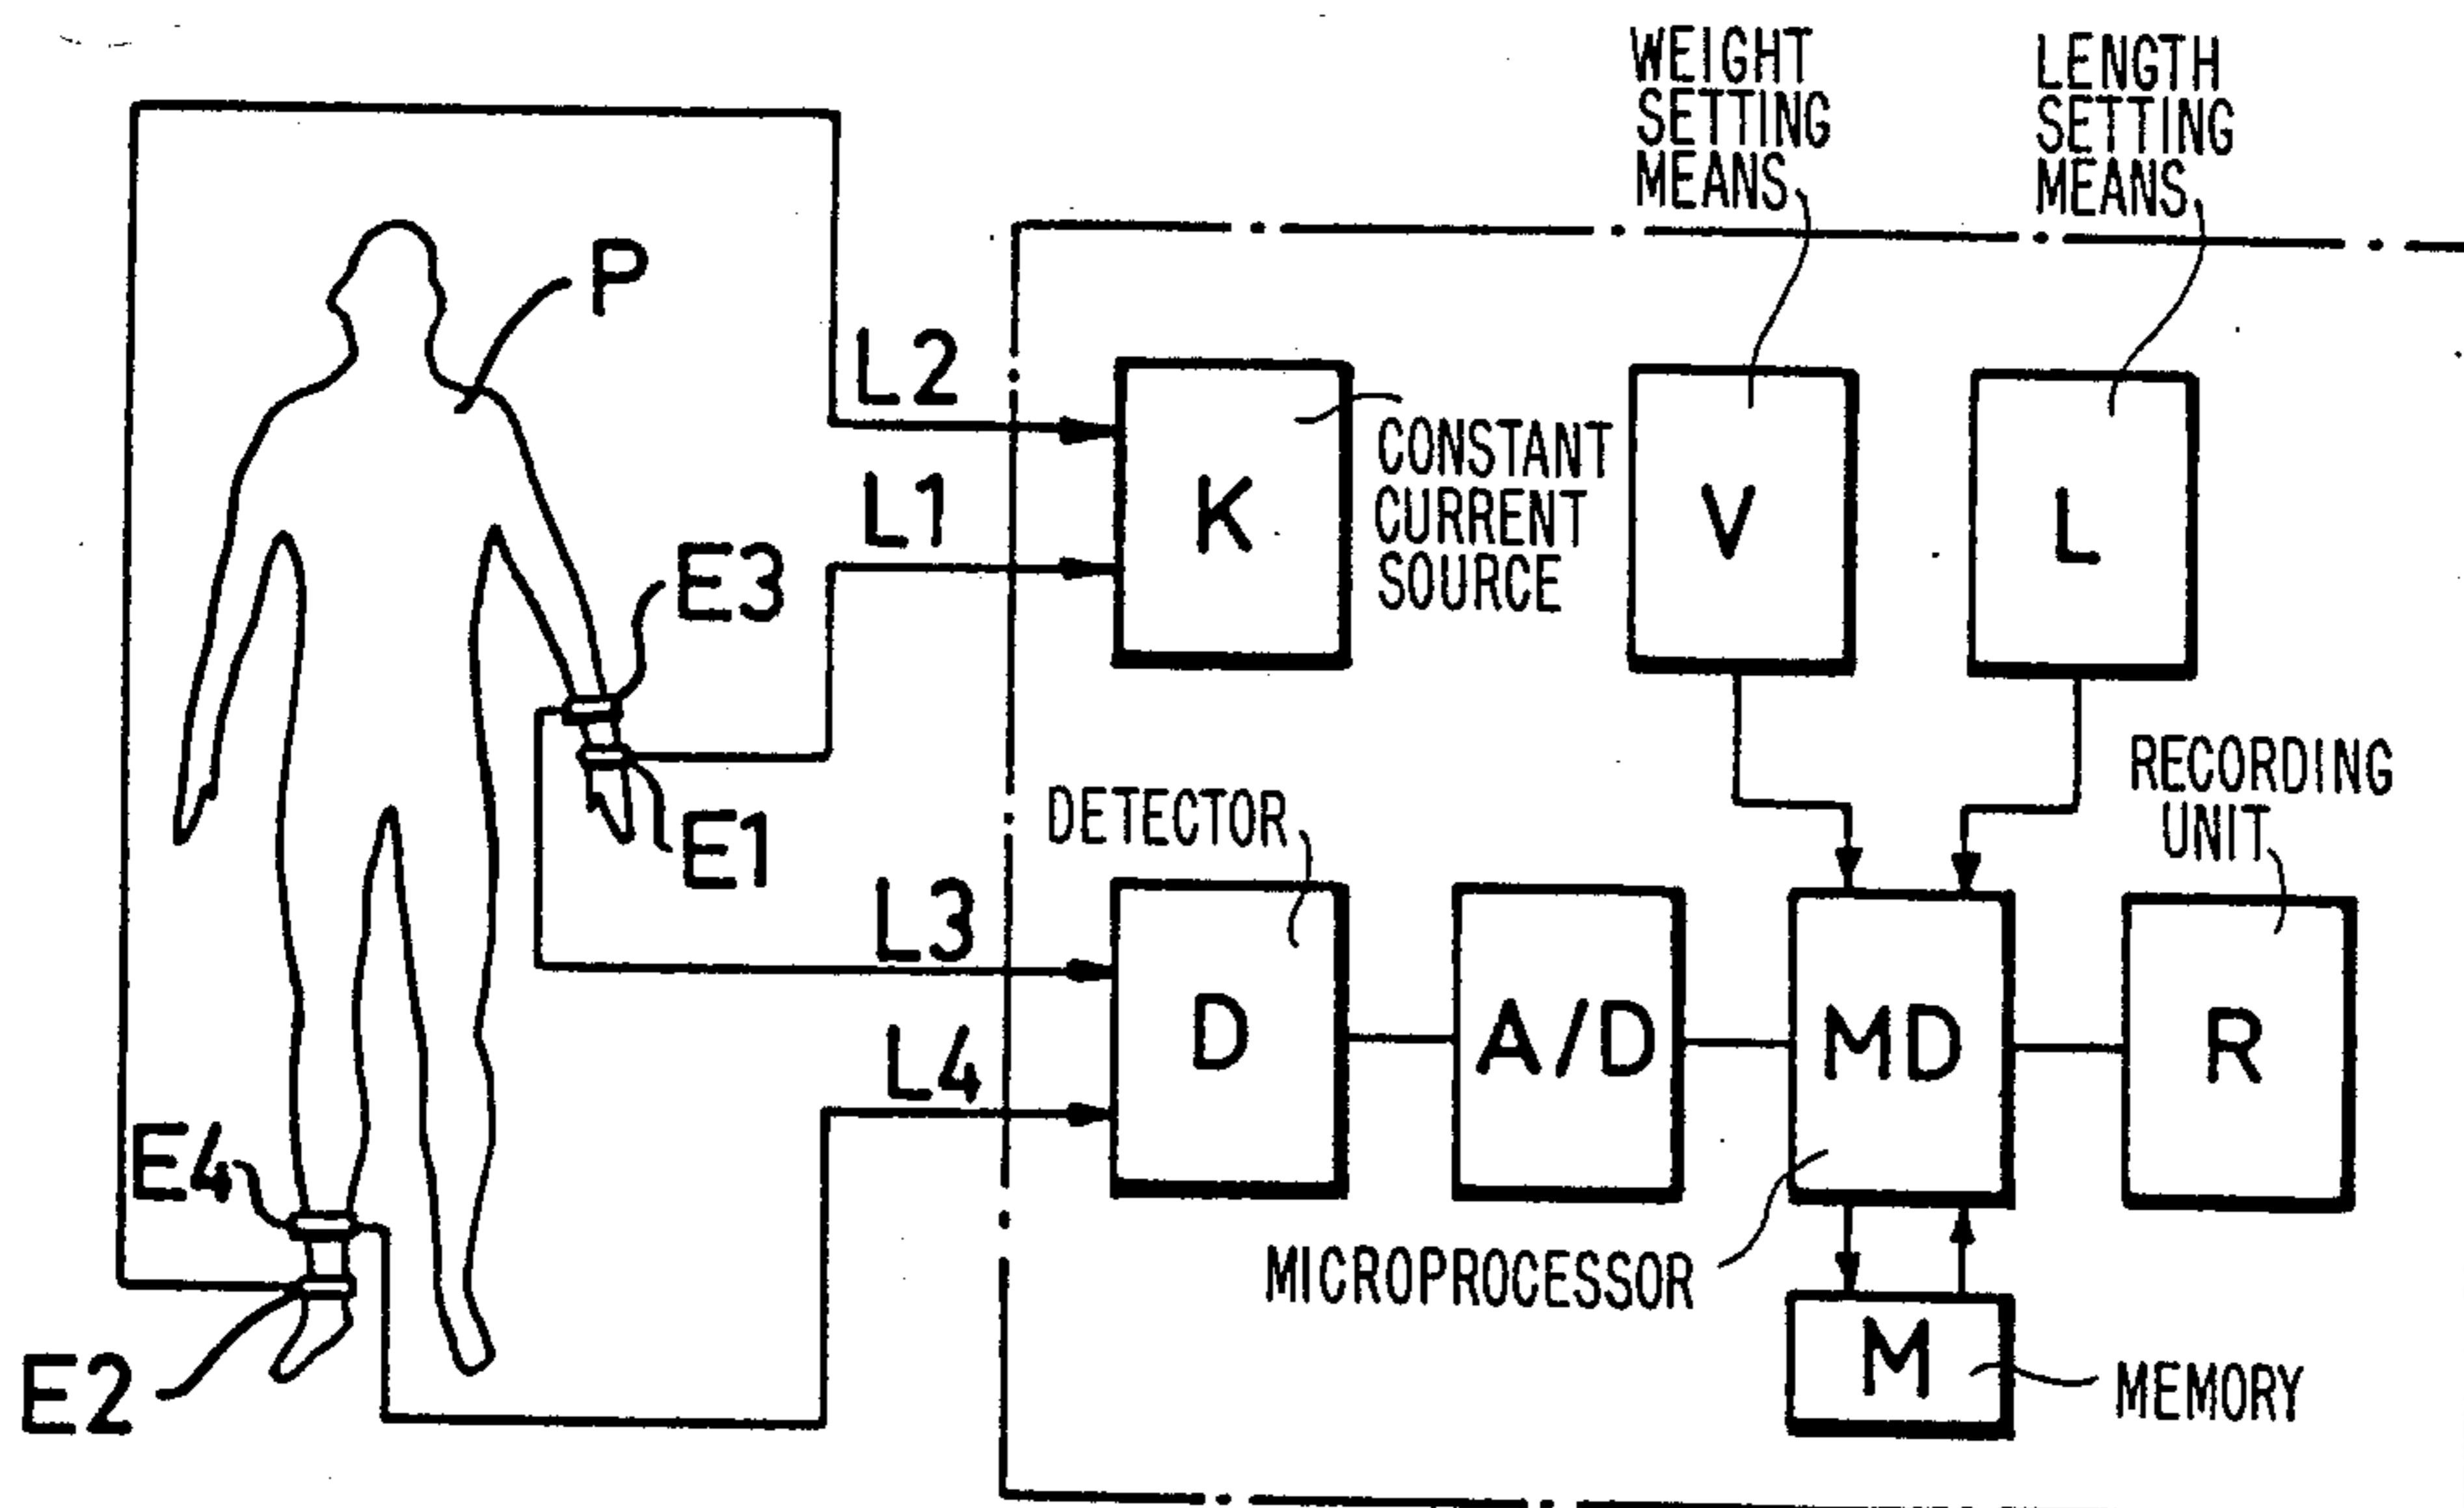 WEIGHT
SETTING
MEANS
LENGTH
SETTING
MEANS
P
L2
K
CONSTANT
CURRENT
SOURCE
V
L
L1
E3
E1
RECORDING
UNIT
DETECTOR
L3
D
A/D
MD
R
L4
E4
MICROPROCESSOR
M
MEMORY
E2